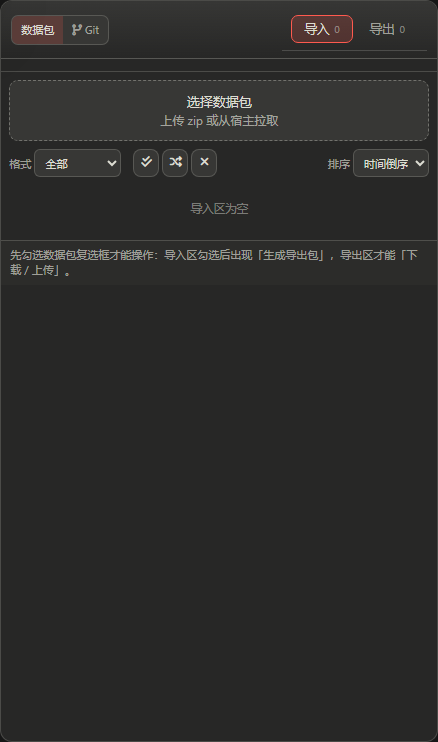 数据包 Git 导入 0 导出 0
选择数据包
上传 zip 或从宿主拉取
格式 全部 排序 时间倒序
导入区为空
先勾选数据包复选框才能操作：导入区勾选后出现「生成导出包」，导出区才能「下
载 / 上传」。